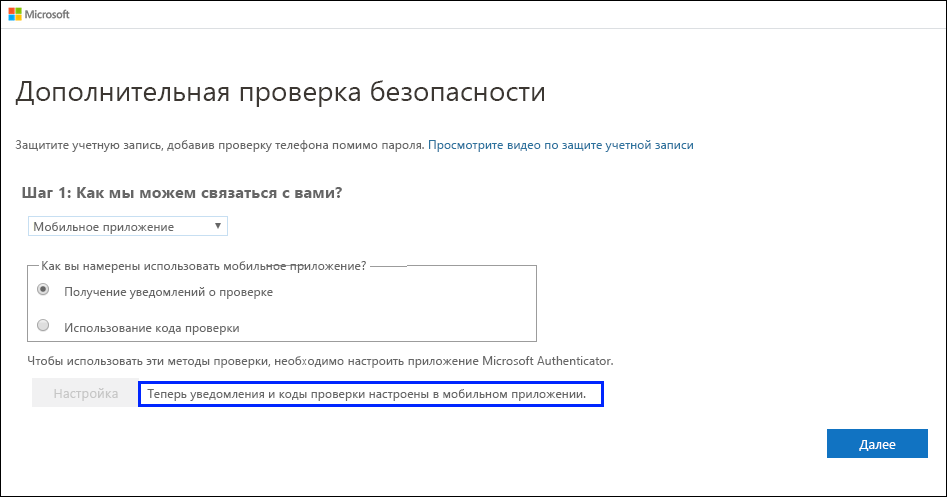 Microsoft
Дополнительная проверка безопасности
Защитите учетную запись, добавив проверку телефона помимо пароля. Просмотрите видео по защите учетной записи
Шаг 1: Как мы можем связаться с вами?
Мобильное приложение
Как вы намерены использовать мобильное приложение?
Получение уведомлений о проверке
Использование кода проверки
Чтобы использовать эти методы проверки, необходимо настроить приложение Microsoft Authenticator.
Настройка Теперь уведомления и коды проверки настроены в мобильном приложении.
Далее